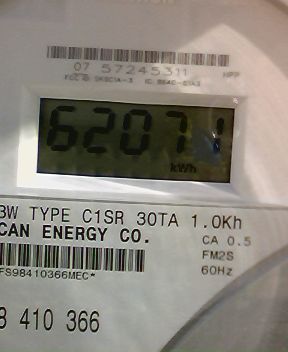 07 57245311
62071
kWh
3W TYPE C1SR 30TA 1.0Kh
CAN ENERGY CO.
CA 0.5
FM2S
60Hz
FS98410366MEC*
8 410 366